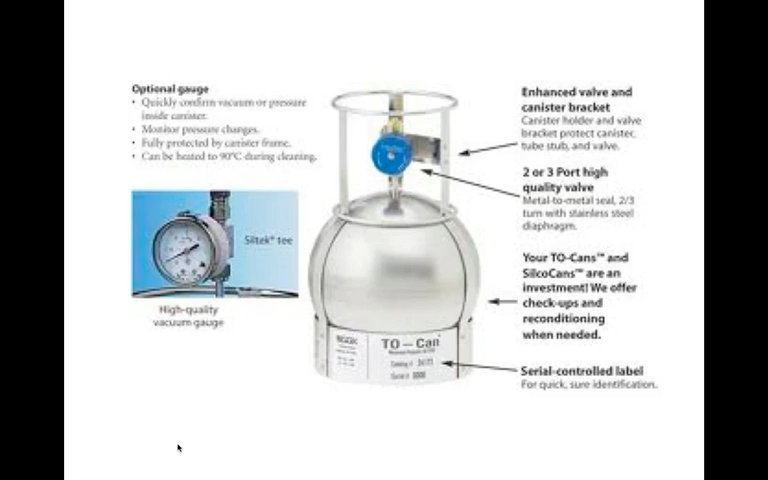 Optional gauge
• Quickly confirm vacuum or pressure
inside canister.
• Monitor pressure changes.
• Fully protected by canister frame.
• Can be heated to 90°C during cleaning.
Siltek® tee
High-quality
vacuum gauge
Enhanced valve and
canister bracket
Canister holder and valve
bracket protect canister,
tube stub, and valve.
2 or 3 Port high
quality valve
Metal-to-metal seal, 2/3
turn with stainless steel
diaphragm.
Your TO-Cans™ and
SilcoCans™ are an
investment! We offer
check-ups and
reconditioning
when needed.
Serial-controlled label
For quick, sure identification.
TO – Can
Catalog #
Serial #